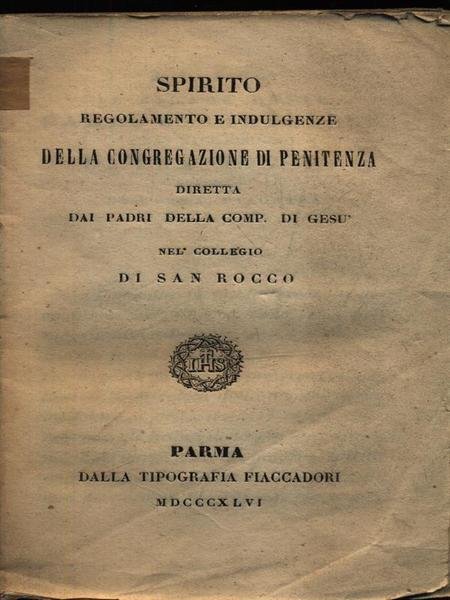 SPIRITO
REGOLAMENTO E INDULGENZE
DELLA CONGREGAZIONE DI PENITENZA
DIRETTA
DAI PADRI DELLA COMP. DI GESU'
NEL' COLLEGIO
DI SAN ROCCO
IHS
PARMA
DALLA TIPOGRAFIA FIACCADORI
MDCCCXLVI